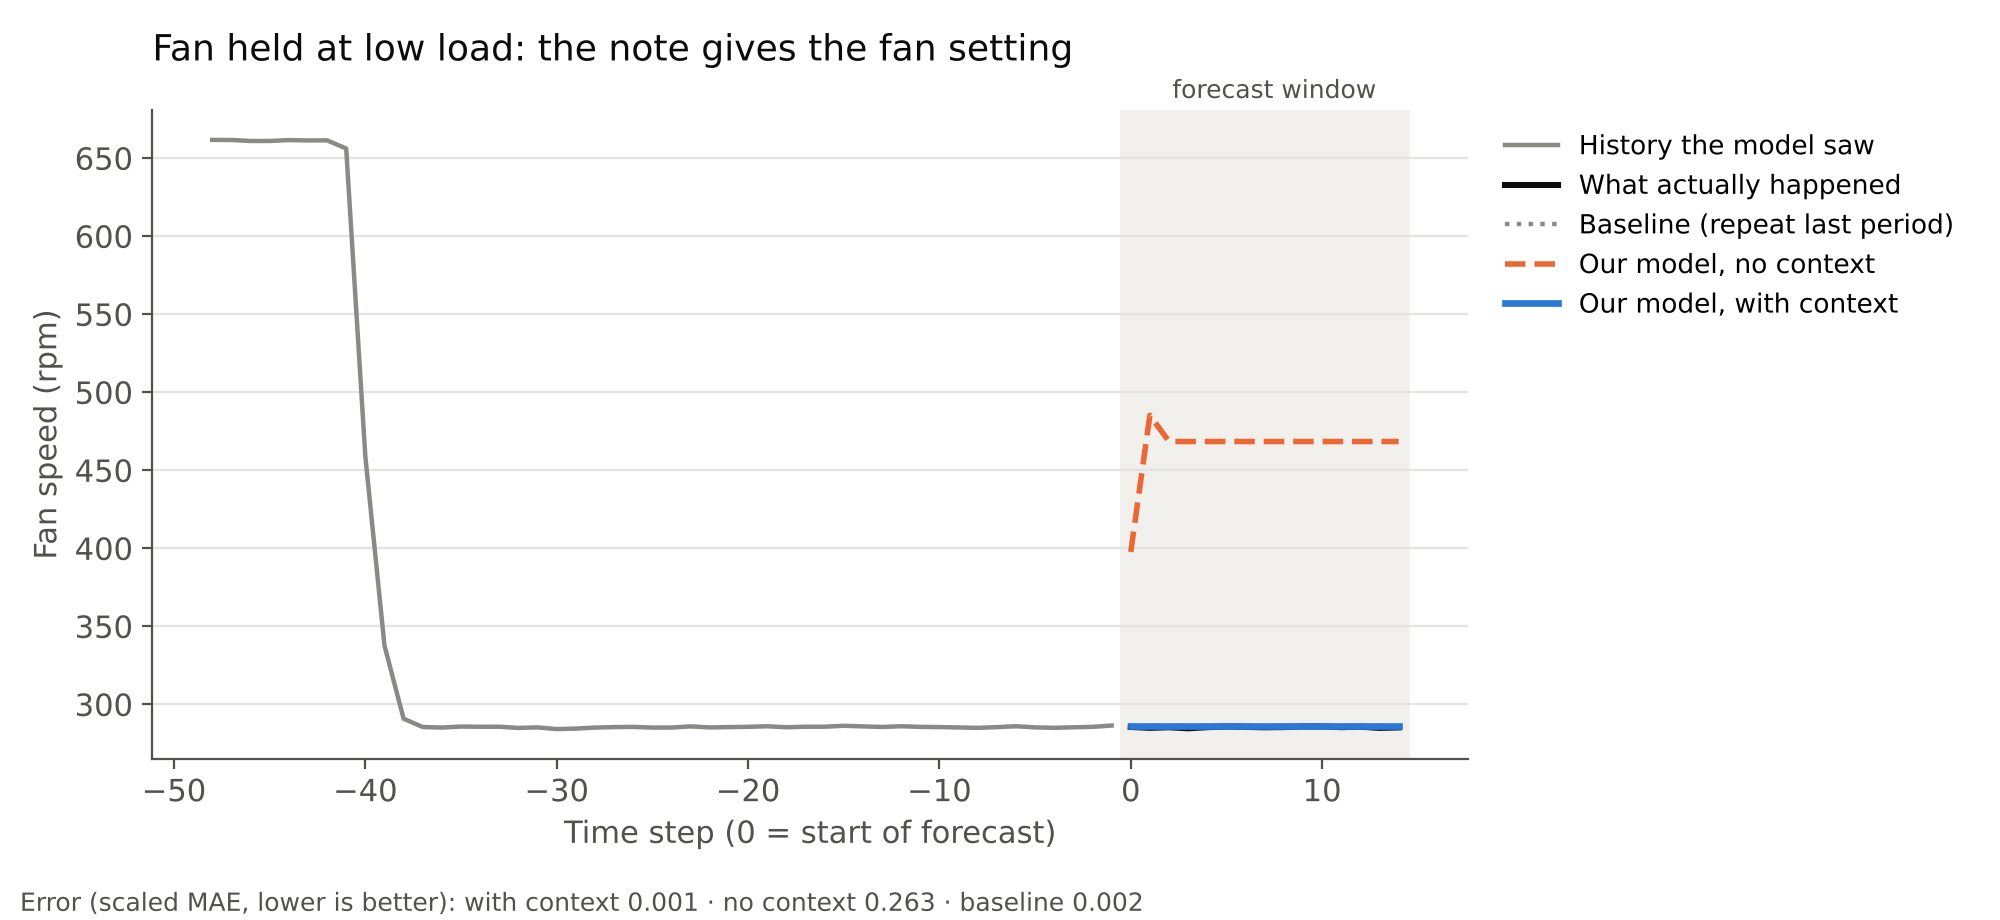 Fan held at low load: the note gives the fan setting
forecast window
650
600
550
500
450
400
350
300
Fan speed (rpm)
−50
−40
−30
−20
−10
0
10
Time step (0 = start of forecast)
History the model saw
What actually happened
Baseline (repeat last period)
Our model, no context
Our model, with context
Error (scaled MAE, lower is better): with context 0.001 · no context 0.263 · baseline 0.002